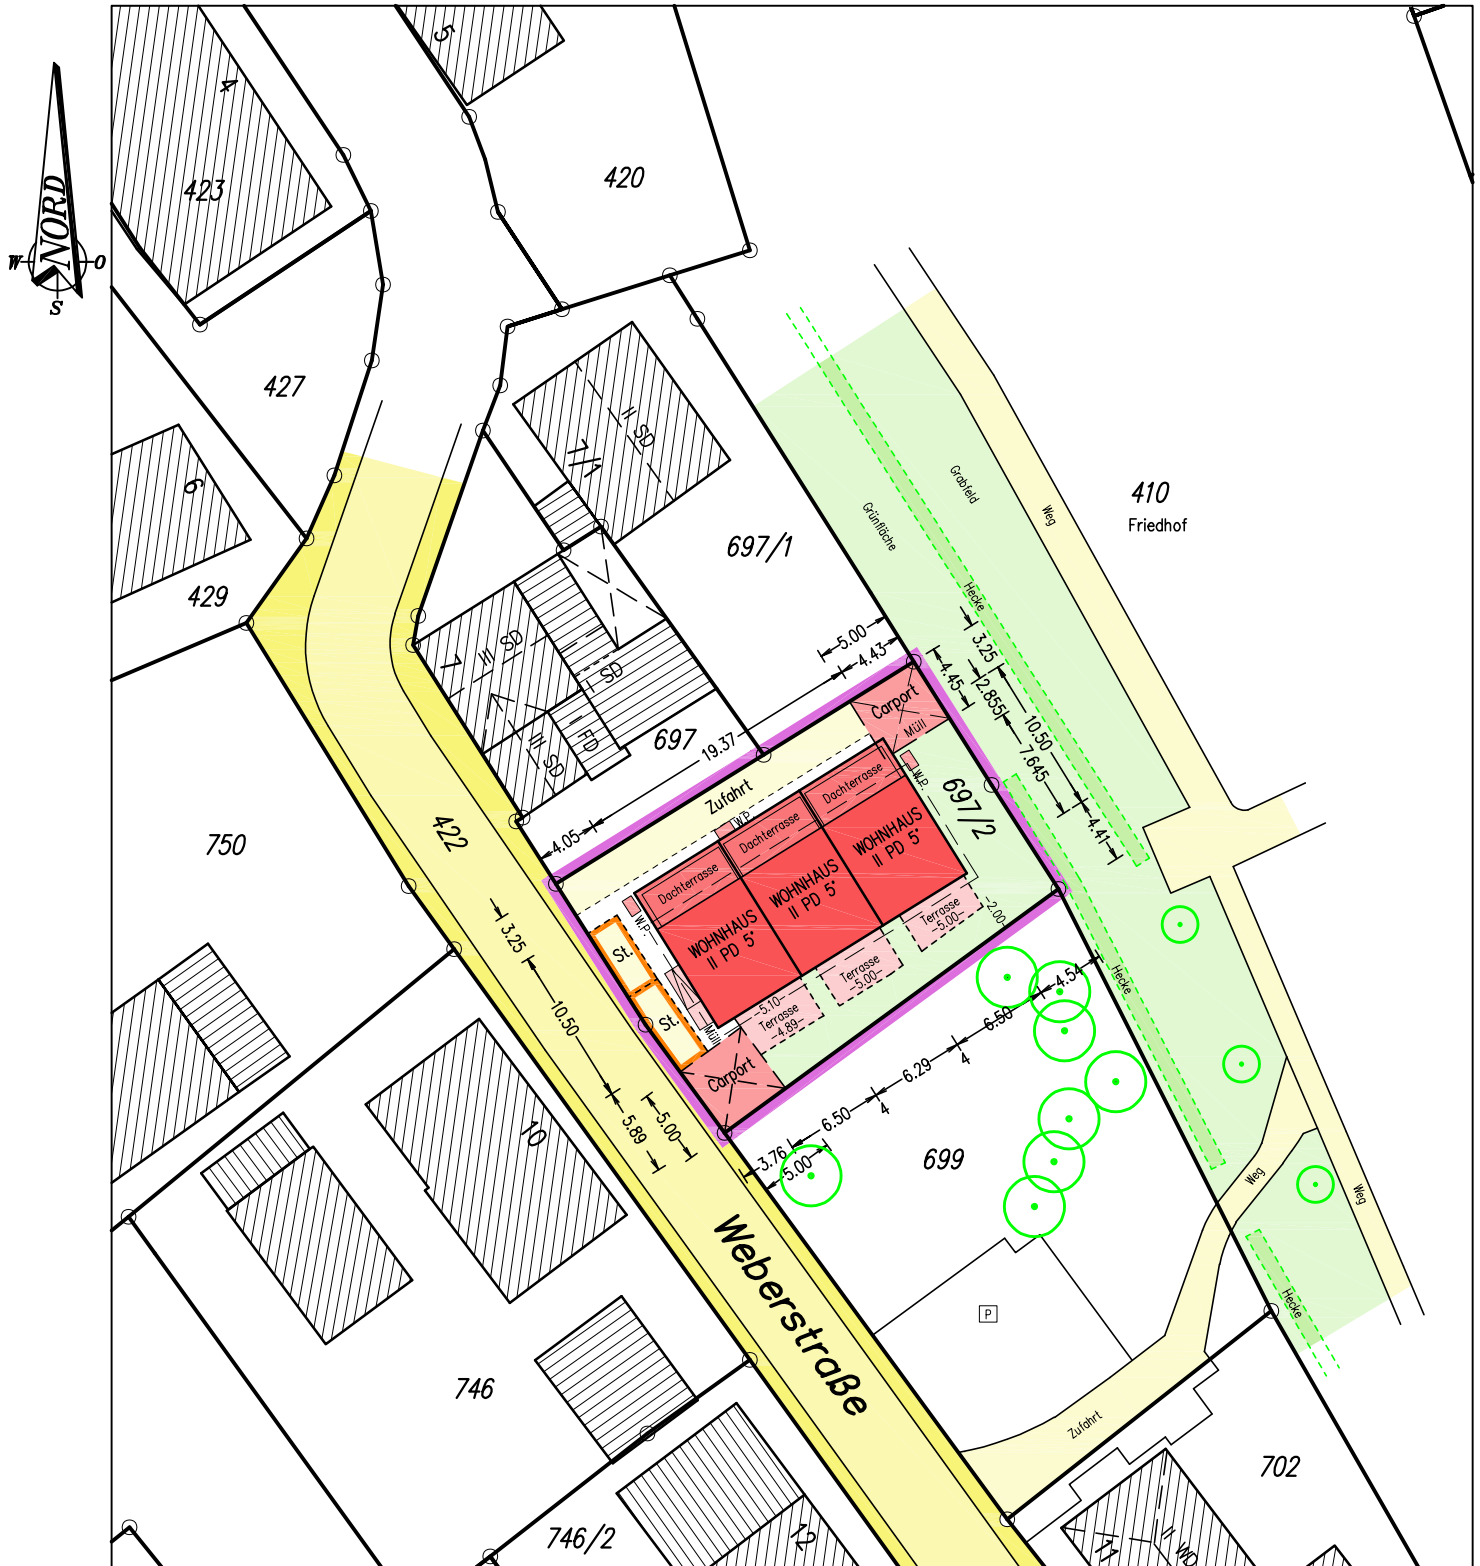 5
4
423
420
NORD
W
O
S
427
II SD
7/1
6
Grabfeld
410
Friedhof
Weg
Grünfläche
697/1
429
Hecke
III SD
7
SD
5.00
4.43
3.25
4.45
2.855
10.50
7.645
4.41
Carport
Müll
I FD
III SD
697
19.37
Zufahrt
W.P.
697/2
Dachterrasse
Dachterrasse
Dachterrasse
W.P.
W.P.
WOHNHAUS
II PD 5°
WOHNHAUS
II PD 5°
WOHNHAUS
II PD 5°
4.05
422
750
Terrasse
5.00
2.00
Terrasse
5.00
5.10
Terrasse
4.89
St.
St.
Müll
Carport
3.25
10.50
5.89
5.00
Hecke
4.54
6.50
4
6.29
4
6.50
3.76
5.00
699
10
Weg
Weg
Weberstraße
P
Hecke
746
Zufahrt
702
746/2
12
11
II WD